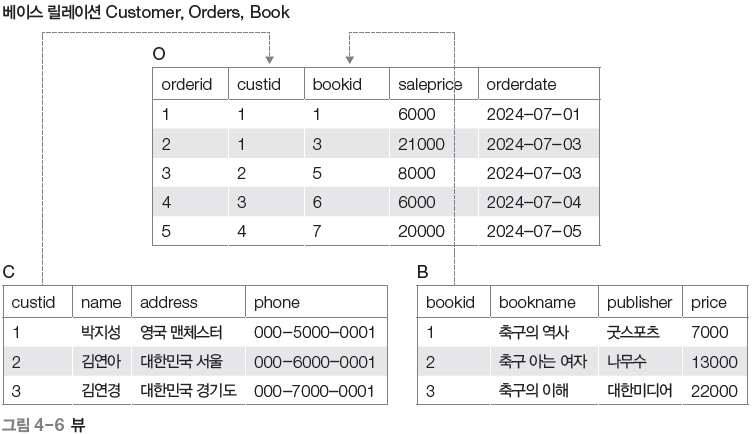 베이스 릴레이션 Customer, Orders, Book
O
orderid custid bookid saleprice orderdate
1 1 1 6000 2024-07-01
2 1 3 21000 2024-07-03
3 2 5 8000 2024-07-03
4 3 6 6000 2024-07-04
5 4 7 20000 2024-07-05
C
custid name address phone
1 박지성 영국 맨체스터 000-5000-0001
2 김연아 대한민국 서울 000-6000-0001
3 김연경 대한민국 경기도 000-7000-0001
B
bookid bookname publisher price
1 축구의 역사 굿스포츠 7000
2 축구 아는 여자 나무수 13000
3 축구의 이해 대한미디어 22000
그림 4-6 뷰